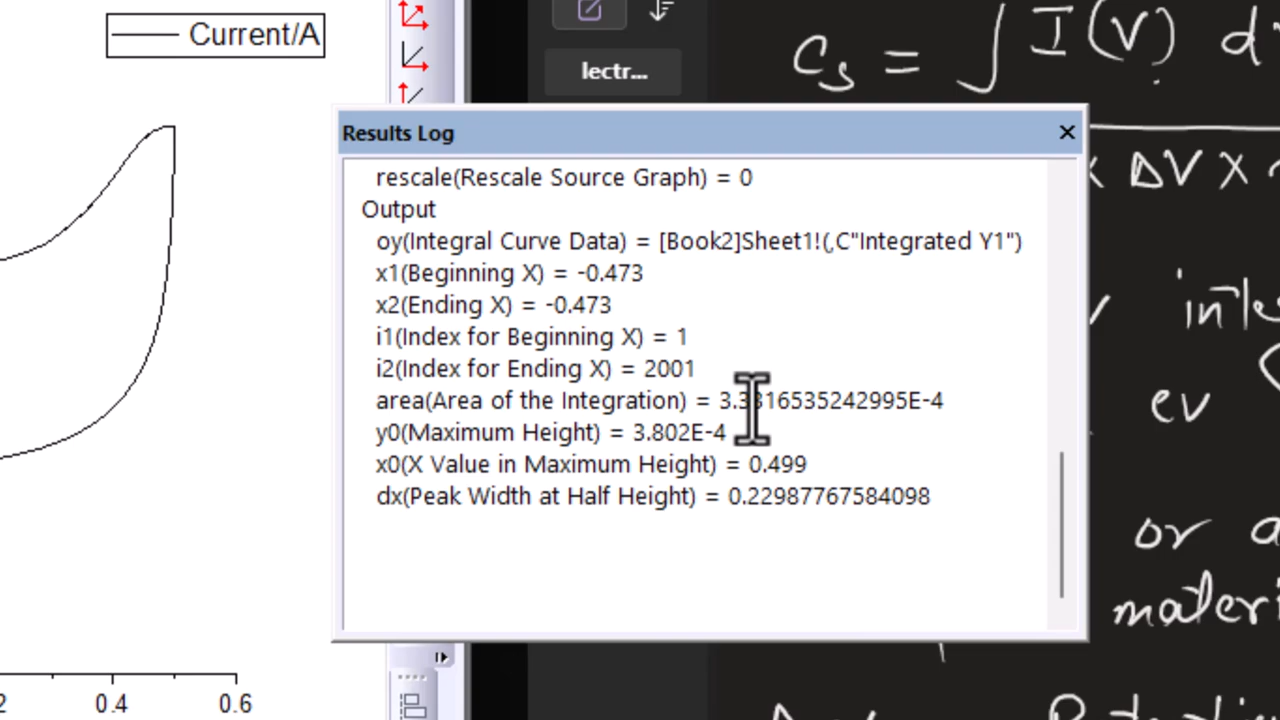 Current/A
lectr...
Cs = ∫ I(V) d
ΔV X
Results Log
rescale(Rescale Source Graph) = 0
Output
oy(Integral Curve Data) = [Book2]Sheet1!(,C"Integrated Y1")
x1(Beginning X) = -0.473
x2(Ending X) = -0.473
i1(Index for Beginning X) = 1
i2(Index for Ending X) = 2001
area(Area of the Integration) = 3.3316535242995E-4
y0(Maximum Height) = 3.802E-4
x0(X Value in Maximum Height) = 0.499
dx(Peak Width at Half Height) = 0.22987767584098
ev
or a
materi
0.4 0.6